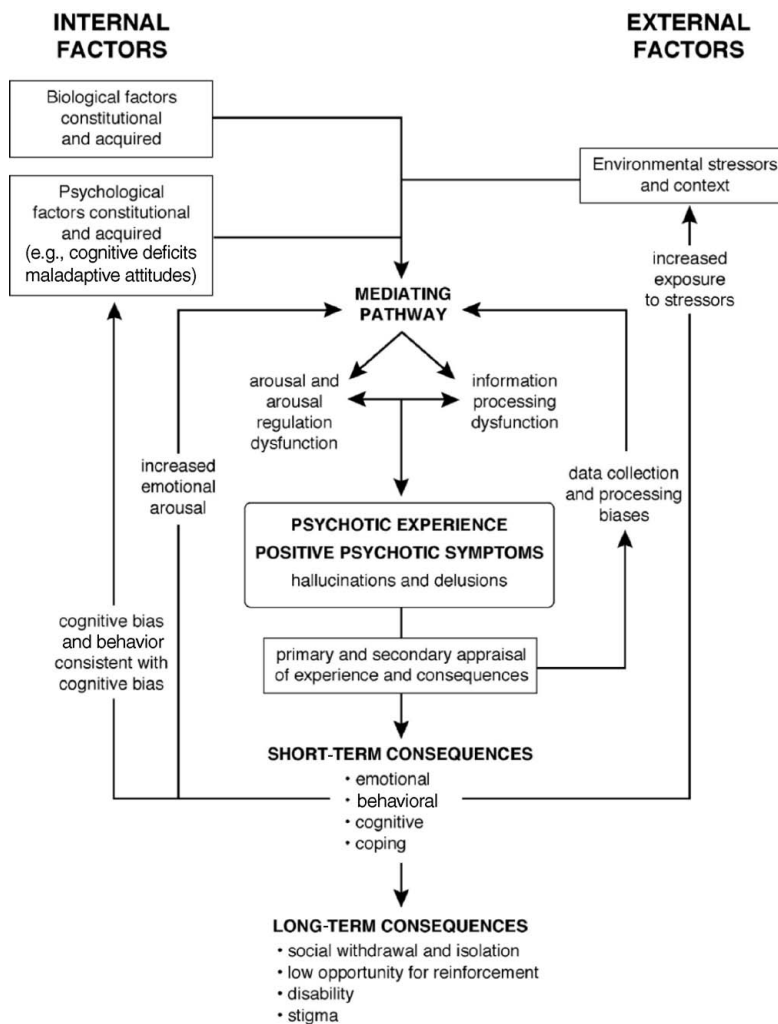 INTERNAL
FACTORS
EXTERNAL
FACTORS
Biological factors
constitutional
and acquired
Environmental stressors
and context
Psychological
factors constitutional
and acquired
(e.g., cognitive deficits
maladaptive attitudes)
increased
exposure
to stressors
MEDIATING
PATHWAY
arousal and
arousal
regulation
dysfunction
information
processing
dysfunction
increased
emotional
arousal
data collection
and processing
biases
PSYCHOTIC EXPERIENCE
POSITIVE PSYCHOTIC SYMPTOMS
hallucinations and delusions
cognitive bias
and behavior
consistent with
cognitive bias
primary and secondary appraisal
of experience and consequences
SHORT-TERM CONSEQUENCES
• emotional
• behavioral
• cognitive
• coping
LONG-TERM CONSEQUENCES
• social withdrawal and isolation
• low opportunity for reinforcement
• disability
• stigma